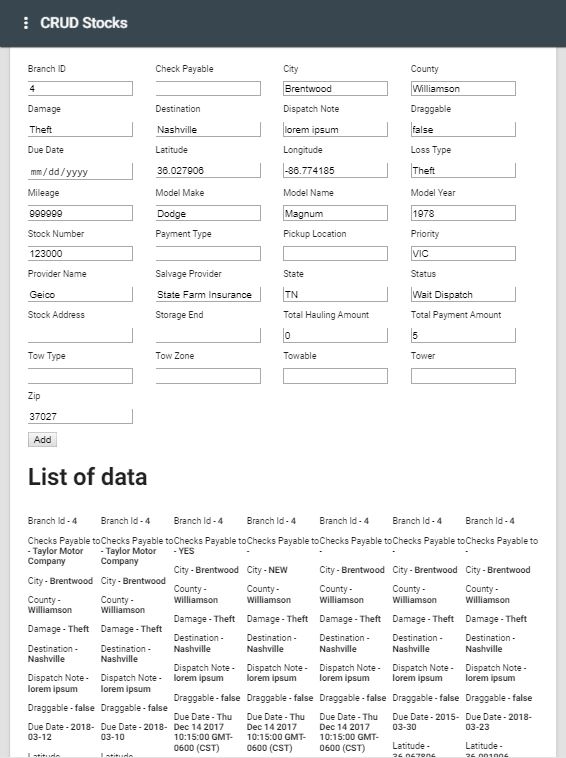 CRUD Stocks
Branch ID Check Payable City County
4 Brentwood Williamson
Damage Destination Dispatch Note Draggable
Theft Nashville lorem ipsum false
Due Date Latitude Longitude Loss Type
mm/dd/yyyy 36.027906 -86.774185 Theft
Mileage Model Make Model Name Model Year
999999 Dodge Magnum 1978
Stock Number Payment Type Pickup Location Priority
123000 VIC
Provider Name Salvage Provider State Status
Geico State Farm Insurance TN Wait Dispatch
Stock Address Storage End Total Hauling Amount Total Payment Amount
0 5
Tow Type Tow Zone Towable Tower
Zip
37027
Add
List of data
Branch Id - 4
Checks Payable to
- Taylor Motor
Company
City - Brentwood
County -
Williamson
Damage - Theft
Destination -
Nashville
Dispatch Note -
lorem ipsum
Draggable - false
Due Date - 2018-
03-12
Latitude -
Branch Id - 4
Checks Payable to
- Taylor Motor
Company
City - Brentwood
County -
Williamson
Damage - Theft
Destination -
Nashville
Dispatch Note -
lorem ipsum
Draggable - false
Due Date - 2018-
03-10
Latitude -
Branch Id - 4
Checks Payable to
- YES
City - Brentwood
County -
Williamson
Damage - Theft
Destination -
Nashville
Dispatch Note -
lorem ipsum
Draggable - false
Due Date - Thu
Dec 14 2017
10:15:00 GMT-
0600 (CST)
Branch Id - 4
Checks Payable to
-
City - NEW
County -
Williamson
Damage - Theft
Destination -
Nashville
Dispatch Note -
lorem ipsum
Draggable - false
Due Date - Thu
Dec 14 2017
10:15:00 GMT-
0600 (CST)
Branch Id - 4
Checks Payable to
-
City - Brentwood
County -
Williamson
Damage - Theft
Destination -
Nashville
Dispatch Note -
lorem ipsum
Draggable - false
Due Date - Thu
Dec 14 2017
10:15:00 GMT-
0600 (CST)
Branch Id - 4
Checks Payable to
-
City - Brentwood
County -
Williamson
Damage - Theft
Destination -
Nashville
Dispatch Note -
lorem ipsum
Draggable - false
Due Date - 2015-
03-30
Latitude -
Branch Id - 4
Checks Payable to
-
City - Brentwood
County -
Williamson
Damage - Theft
Destination -
Nashville
Dispatch Note -
lorem ipsum
Draggable - false
Due Date - 2018-
03-23
Latitude -